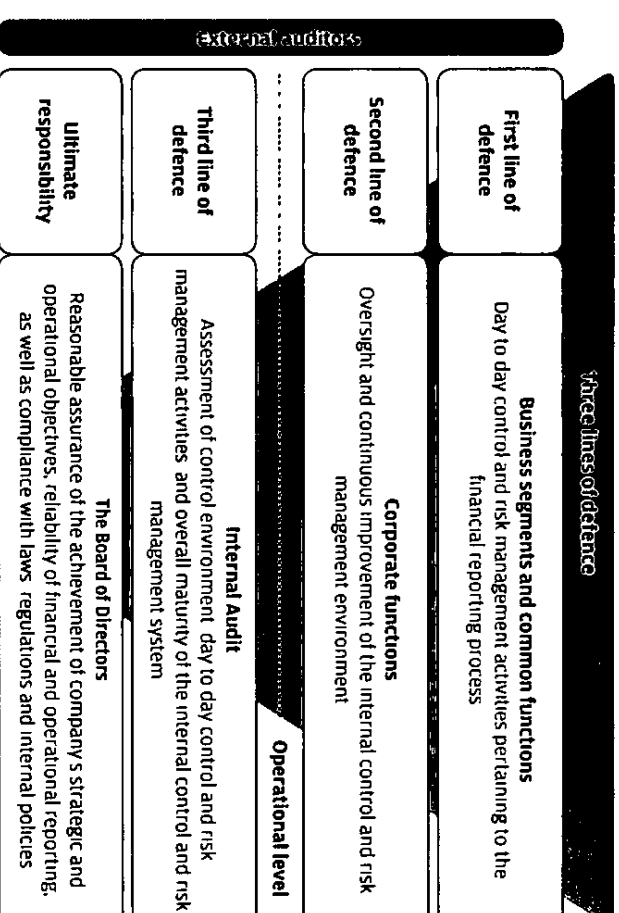 Three lines of defence
First line of
defence
Business segments and common functions
Day to day control and risk management activities pertaining to the
financial reporting process
Second line of
defence
Corporate functions
Oversight and continuous improvement of the internal control and risk
management environment
Operational level
Third line of
defence
Internal Audit
Assessment of control environment day to day control and risk
management activities and overall maturity of the internal control and risk
management system
Ultimate
responsibility
The Board of Directors
Reasonable assurance of the achievement of company s strategic and
operational objectives, reliability of financial and operational reporting,
as well as compliance with laws regulations and internal policies
External auditors